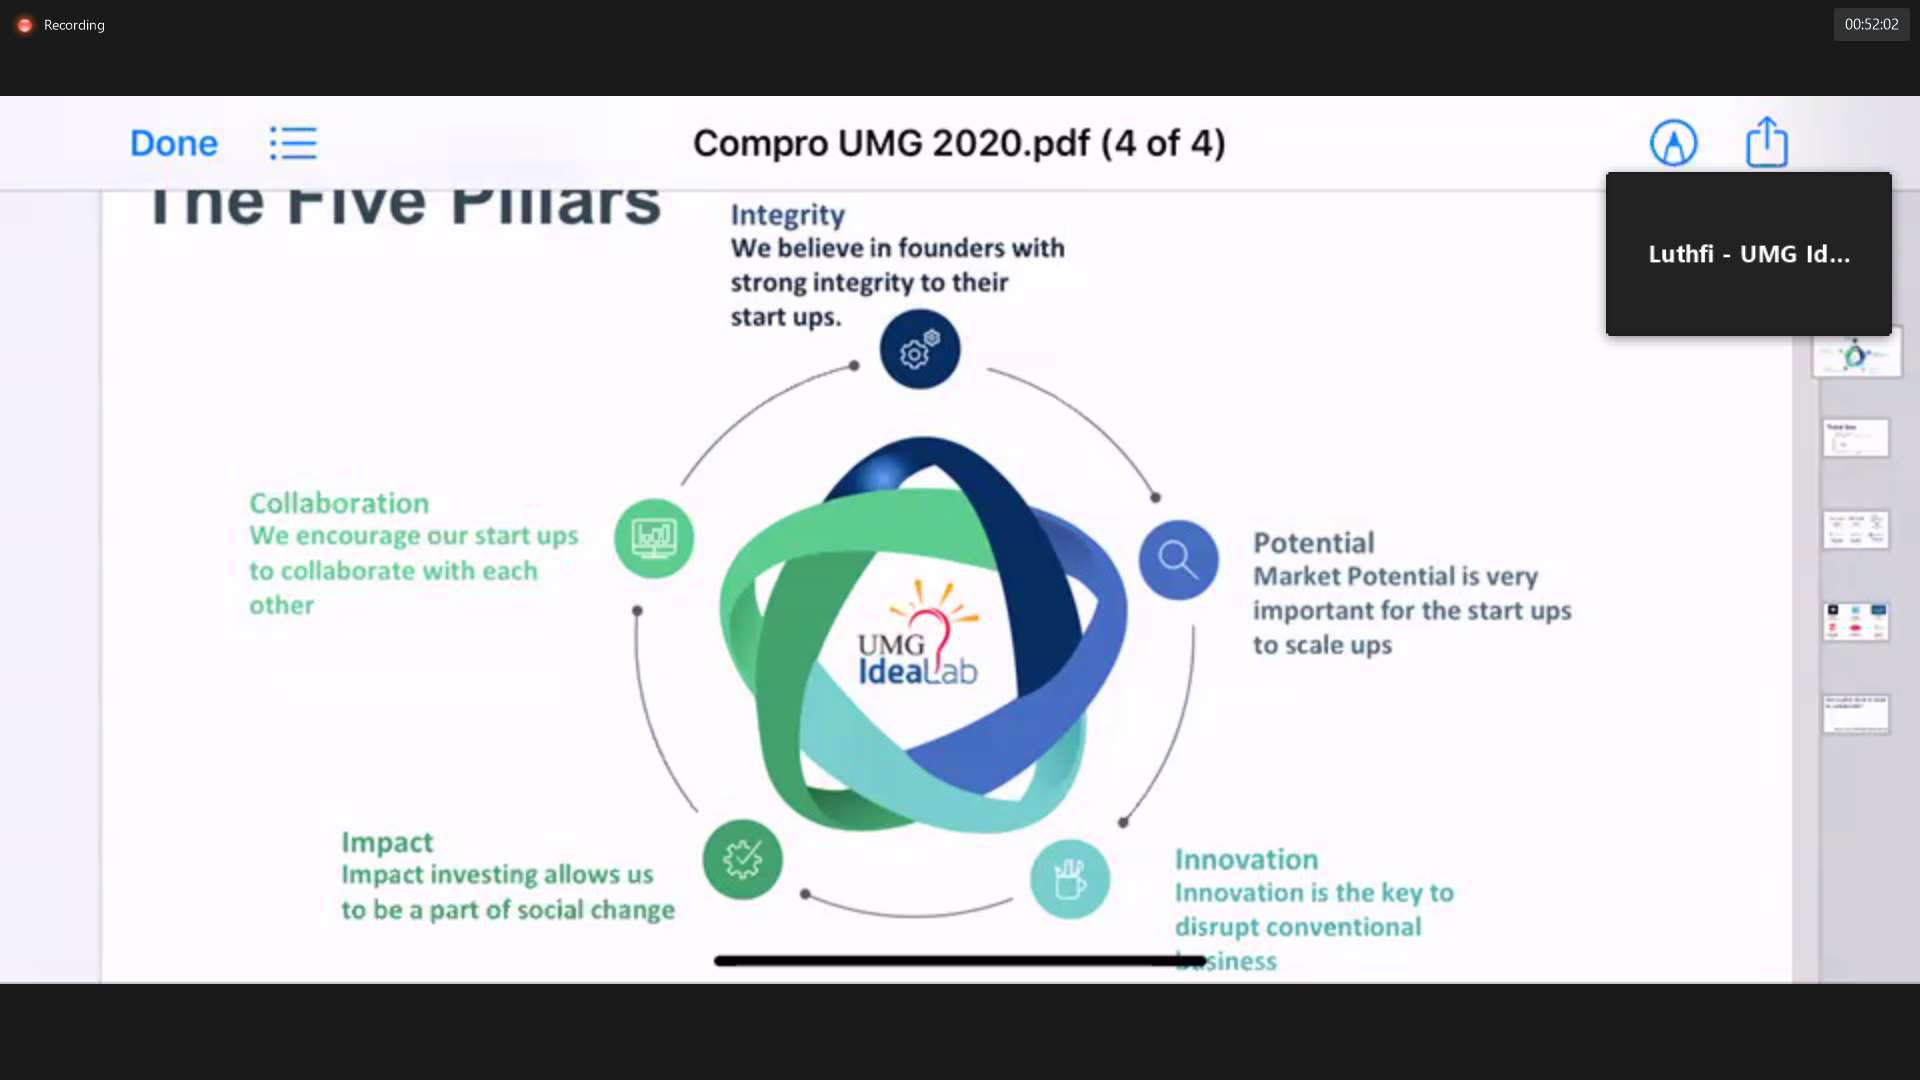 Recording
00:52:02
Done
Compro UMG 2020.pdf (4 of 4)
Luthfi - UMG Id...
The Five Pillars
Integrity
We believe in founders with
strong integrity to their
start ups.
Collaboration
We encourage our start ups
to collaborate with each
other
Potential
Market Potential is very
important for the start ups
to scale ups
UMG
IdeaLab
Impact
Impact investing allows us
to be a part of social change
Innovation
Innovation is the key to
disrupt conventional
business